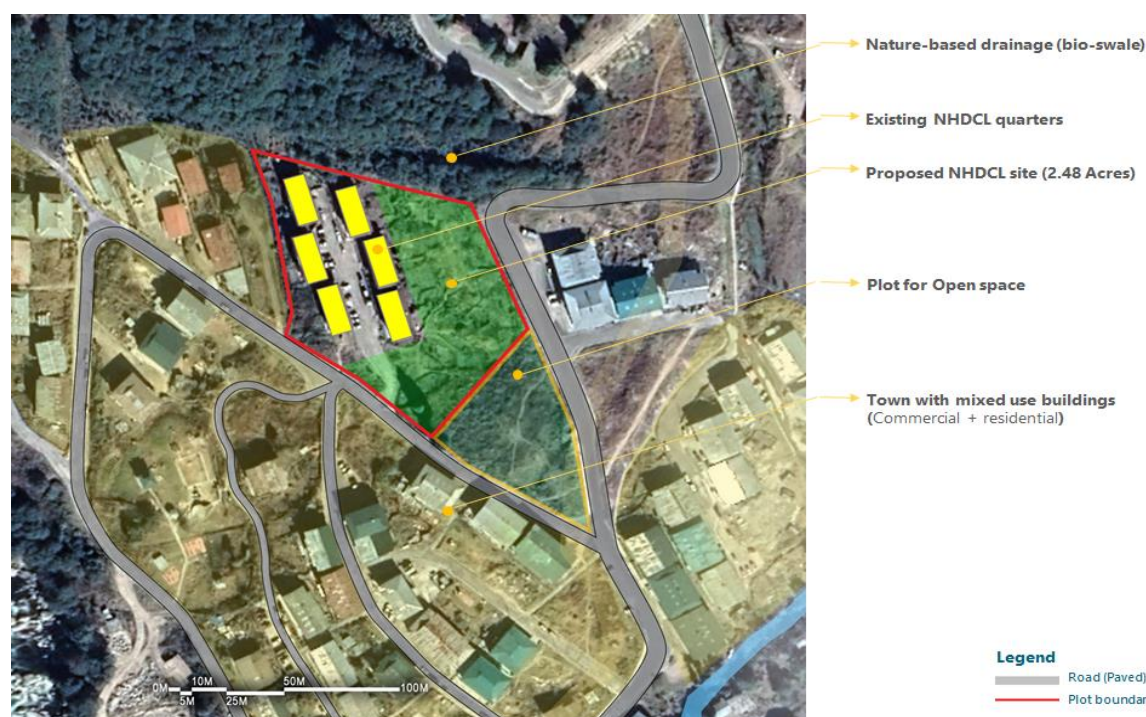 Nature-based drainage (bio-swale)
Existing NHDCL quarters
Proposed NHDCL site (2.48 Acres)
Plot for Open space
Town with mixed use buildings
(Commercial + residential)
0M 10M 50M 100M
5M 25M
Legend
Road (Paved)
Plot boundar